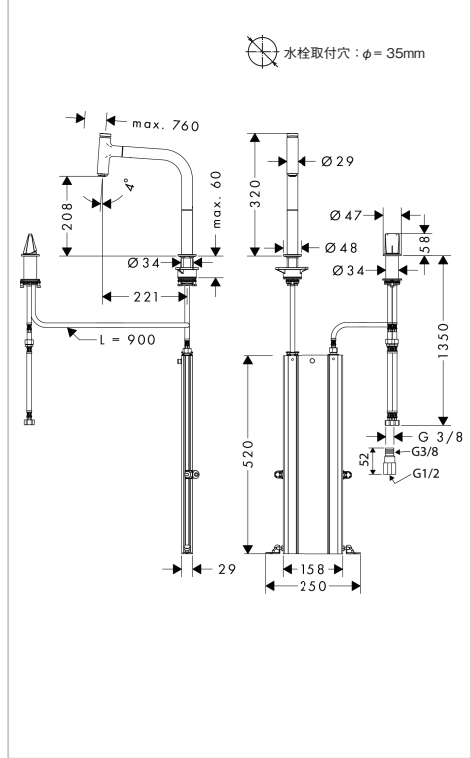 水栓取付穴：φ= 35mm
max. 760
208
4°
max. 60
320
Ø29
Ø47
58
Ø48
Ø34
Ø34
221
L = 900
1350
520
G 3/8
52
G3/8
G1/2
29
158
250